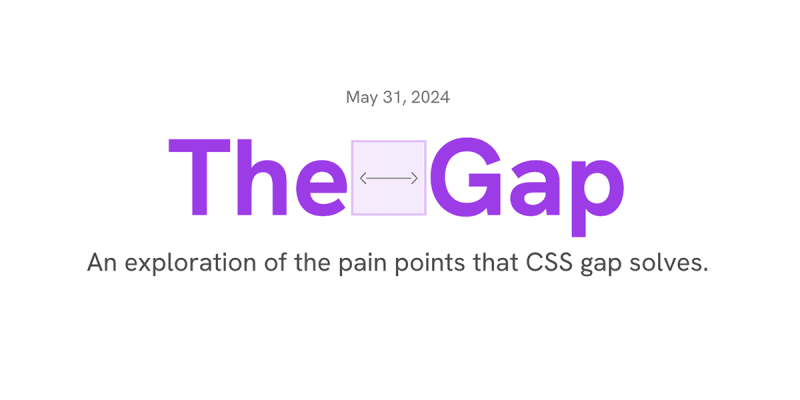 May 31, 2024
The Gap
An exploration of the pain points that CSS gap solves.